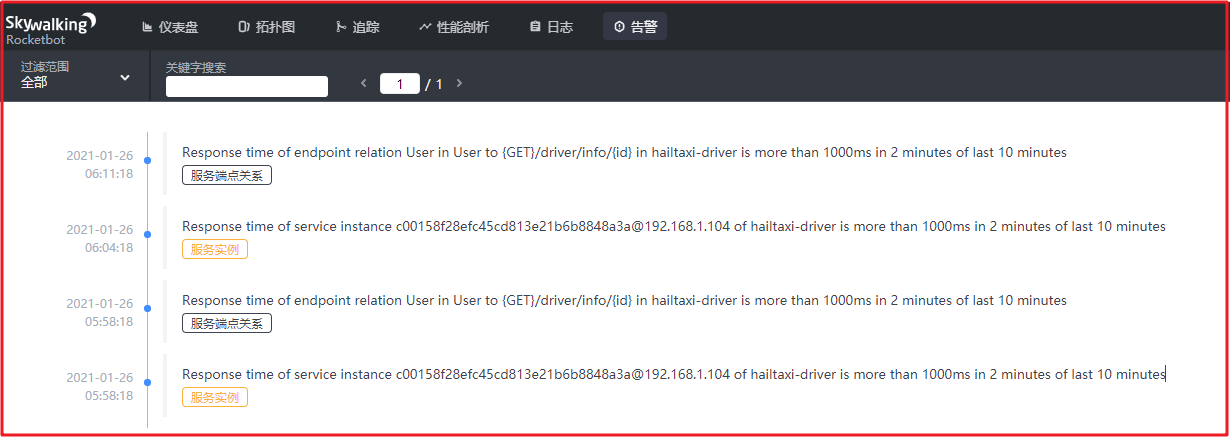 Skywalking
Rocketbot
仪表盘 拓扑图 追踪 性能剖析 日志 告警
过滤范围
全部
关键字搜索
1 / 1
2021-01-26
06:11:18
Response time of endpoint relation User in User to {GET}/driver/info/{id} in hailtaxi-driver is more than 1000ms in 2 minutes of last 10 minutes
服务端点关系
2021-01-26
06:04:18
Response time of service instance c00158f28efc45cd813e21b6b8848a3a@192.168.1.104 of hailtaxi-driver is more than 1000ms in 2 minutes of last 10 minutes
服务实例
2021-01-26
05:58:18
Response time of endpoint relation User in User to {GET}/driver/info/{id} in hailtaxi-driver is more than 1000ms in 2 minutes of last 10 minutes
服务端点关系
2021-01-26
05:58:18
Response time of service instance c00158f28efc45cd813e21b6b8848a3a@192.168.1.104 of hailtaxi-driver is more than 1000ms in 2 minutes of last 10 minutes
服务实例